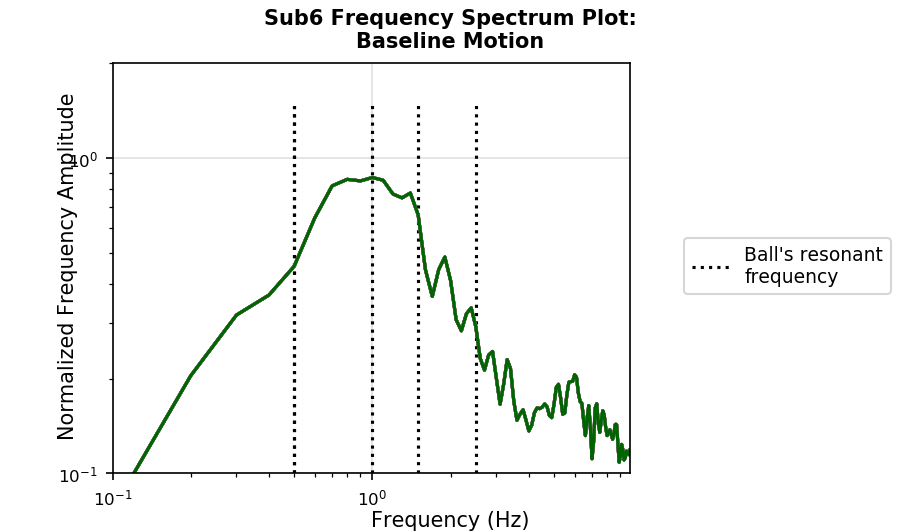 Sub6 Frequency Spectrum Plot:
Baseline Motion
Normalized Frequency Amplitude
10⁰
10⁻¹
10⁻¹
10⁰
Frequency (Hz)
Ball's resonant
frequency